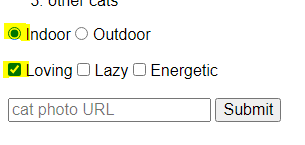 3. other cats
Indoor Outdoor
Loving Lazy Energetic
cat photo URL Submit